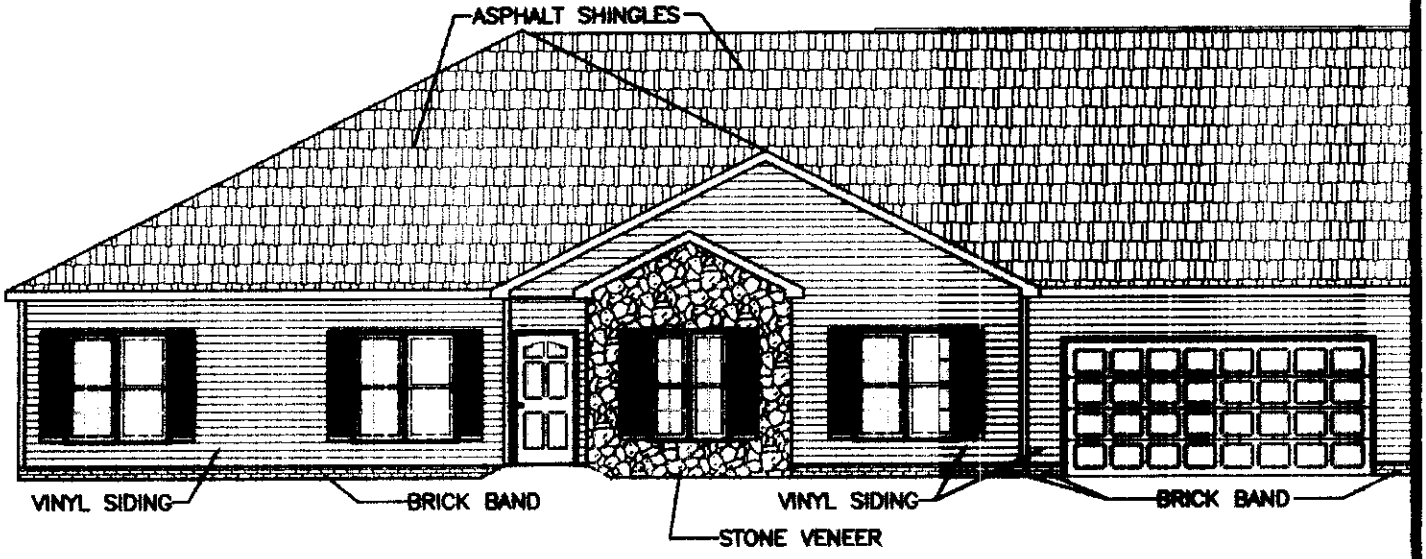 ASPHALT SHINGLES
VINYL SIDING
BRICK BAND
VINYL SIDING
BRICK BAND
STONE VENEER